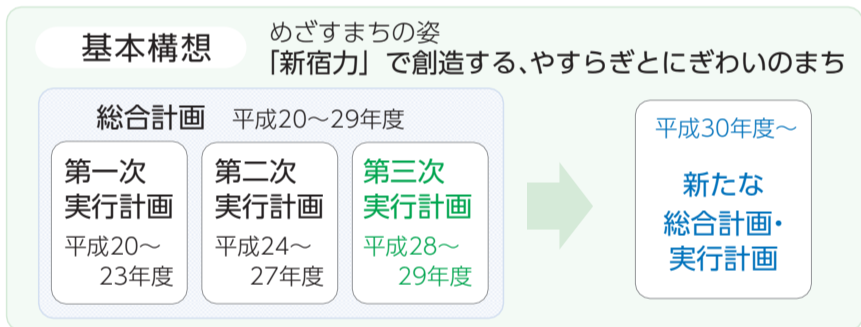 基本構想
めざすまちの姿
「新宿力」で創造する、やすらぎとにぎわいのまち
総合計画 平成20～29年度
第一次
実行計画
平成20～
23年度
第二次
実行計画
平成24～
27年度
第三次
実行計画
平成28～
29年度
平成30年度～
新たな
総合計画・
実行計画